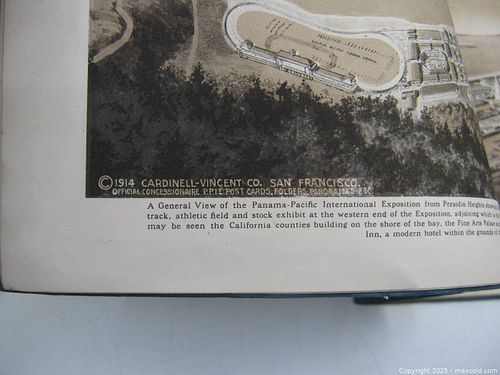 ©1914 CARDINELL-VINCENT CO. SAN FRANCISCO.
OFFICIAL CONCESSIONAIRE P.P.I.E. POST CARDS, FOLDERS, PANORAMAS ETC
A General View of the Panama-Pacific International Exposition from Presidio Heights
track, athletic field and stock exhibit at the western end of the Exposition, adjoining which
may be seen the California counties building on the shore of the bay, the Fine Arts Palace
Inn, a modern hotel within the grounds
Copyright 2025 - maxsold.com